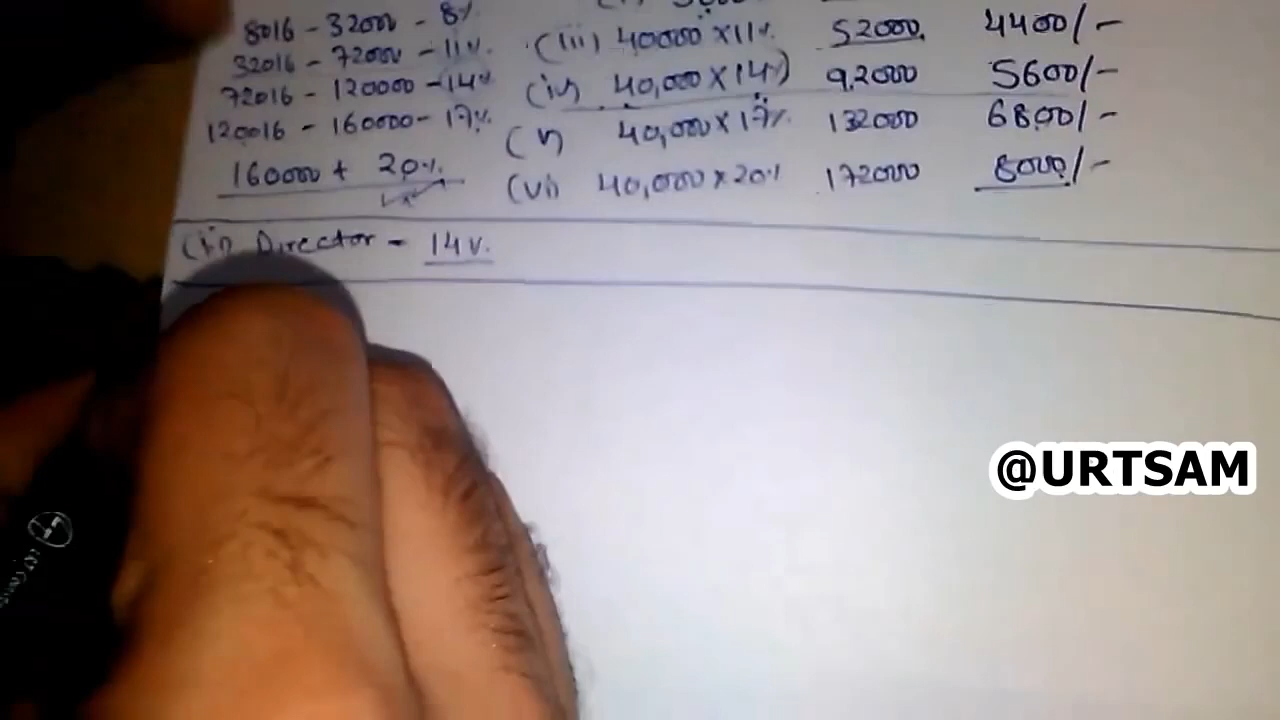 8016 - 32000 - 8%
32016 - 72000 - 11%. (iii) 40000 x 11%. 52000. 4400/-
72016 - 120000 - 14% (iv) 40,000 x 14%) 92000 5600/-
120016 - 160000 - 17%. (v) 40,000 x 17%. 132000 6800/-
160000 + 20%. (vi) 40,000 x 20% 172000 8000/-
Director - 14%.
@URTSAM